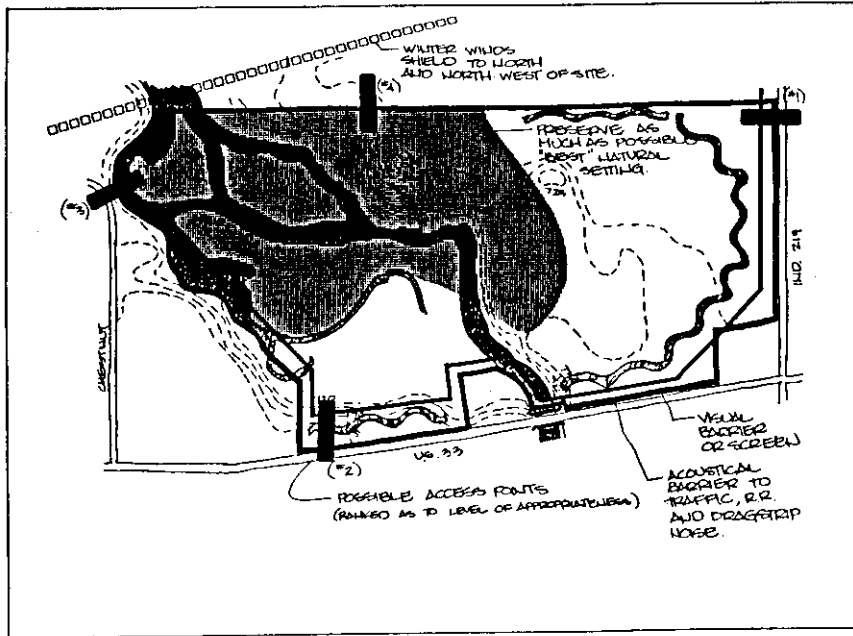 WINTER WINDS
SHIELD TO NORTH
AND NORTH WEST OF SITE.
(#4)
(#1)
PRESERVE AS
MUCH AS POSSIBLE
"BEST" NATURAL
SETTING.
(#3)
IND. 219
CHESTNUT
VISUAL
BARRIER
OR SCREEN
U.S. 33
(#2)
ACOUSTICAL
BARRIER TO
TRAFFIC, R.R.
AND DRAGSTRIP
NOISE.
POSSIBLE ACCESS POINTS
(RANKED AS TO LEVEL OF APPROPRIATENESS)